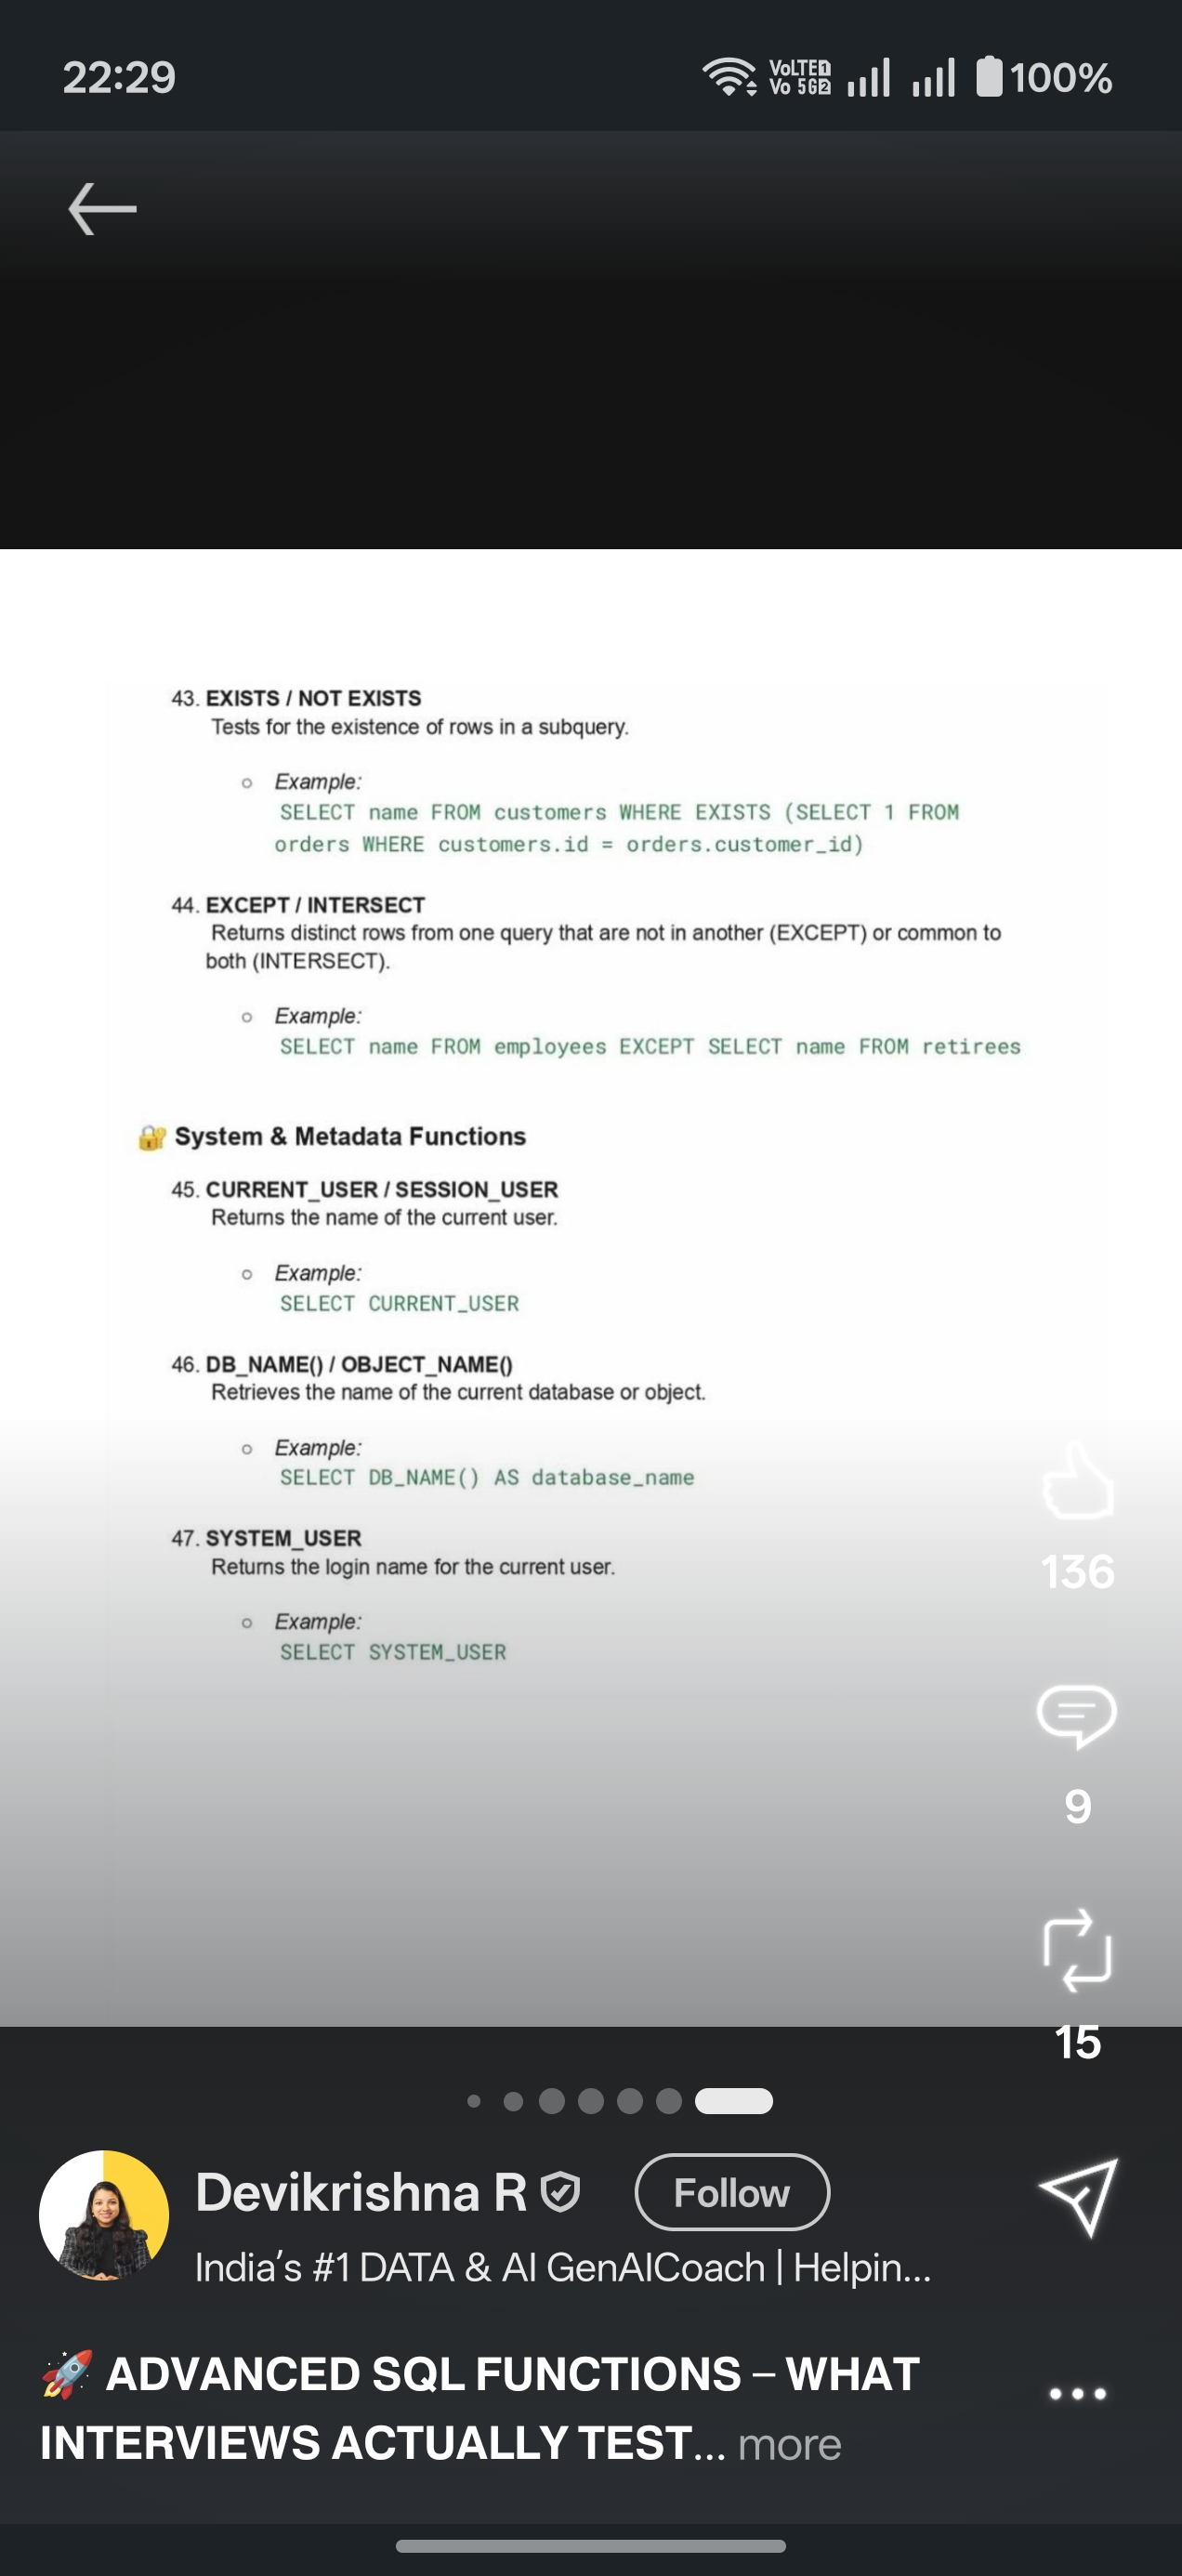 22:29
VoLTE1
Vo 5G2
100%
43. EXISTS / NOT EXISTS
Tests for the existence of rows in a subquery.
Example:
SELECT name FROM customers WHERE EXISTS (SELECT 1 FROM
orders WHERE customers.id = orders.customer_id)
44. EXCEPT / INTERSECT
Returns distinct rows from one query that are not in another (EXCEPT) or common to
both (INTERSECT).
Example:
SELECT name FROM employees EXCEPT SELECT name FROM retirees
🔐 System & Metadata Functions
45. CURRENT_USER / SESSION_USER
Returns the name of the current user.
Example:
SELECT CURRENT_USER
46. DB_NAME() / OBJECT_NAME()
Retrieves the name of the current database or object.
Example:
SELECT DB_NAME() AS database_name
47. SYSTEM_USER
Returns the login name for the current user.
Example:
SELECT SYSTEM_USER
136
9
15
Devikrishna R
Follow
India’s #1 DATA & AI GenAICoach | Helpin...
🚀 ADVANCED SQL FUNCTIONS – WHAT
INTERVIEWS ACTUALLY TEST... more